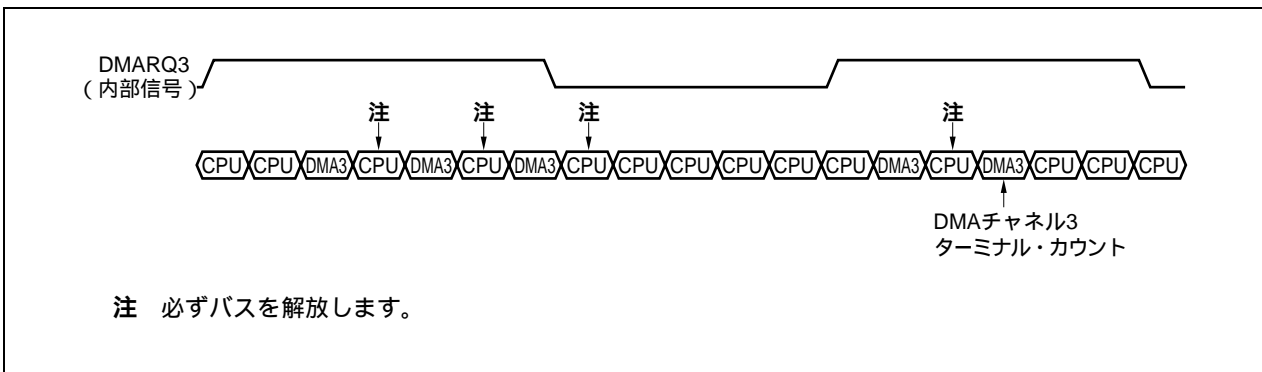 DMARQ3
(内部信号)
注 注 注 注
CPU CPU DMA3 CPU DMA3 CPU DMA3 CPU CPU CPU CPU CPU CPU DMA3 CPU DMA3 CPU CPU CPU
DMAチャネル3
ターミナル・カウント
注 必ずバスを解放します。